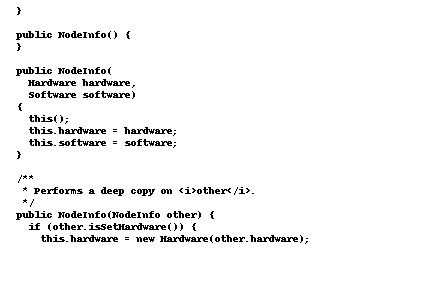 }
public NodeInfo() {
}
public NodeInfo(
Hardware hardware,
Software software)
{
this();
this.hardware = hardware;
this.software = software;
}
/**
* Performs a deep copy on <i>other</i>.
*/
public NodeInfo(NodeInfo other) {
if (other.isSetHardware()) {
this.hardware = new Hardware(other.hardware);